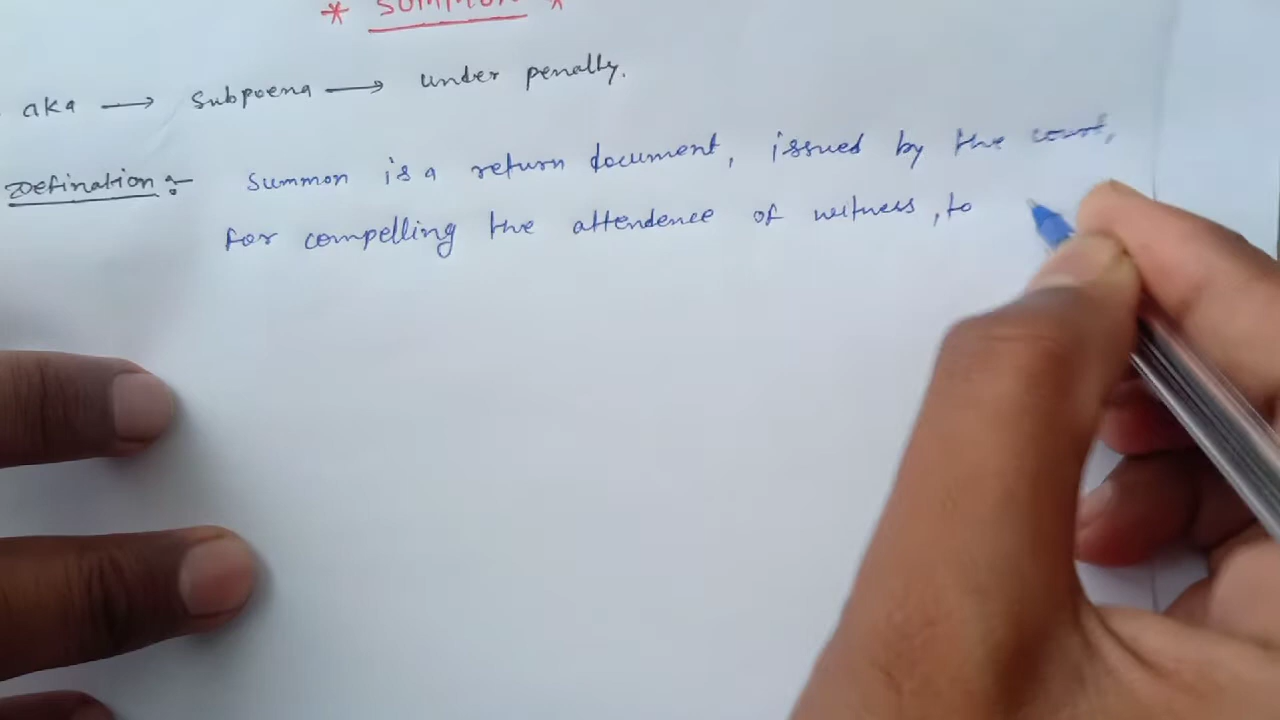 * SUMMON *
aka → subpoena → under penalty.
Defination :- Summon is a return document, issued by the court,
for compelling the attendence of witness, to